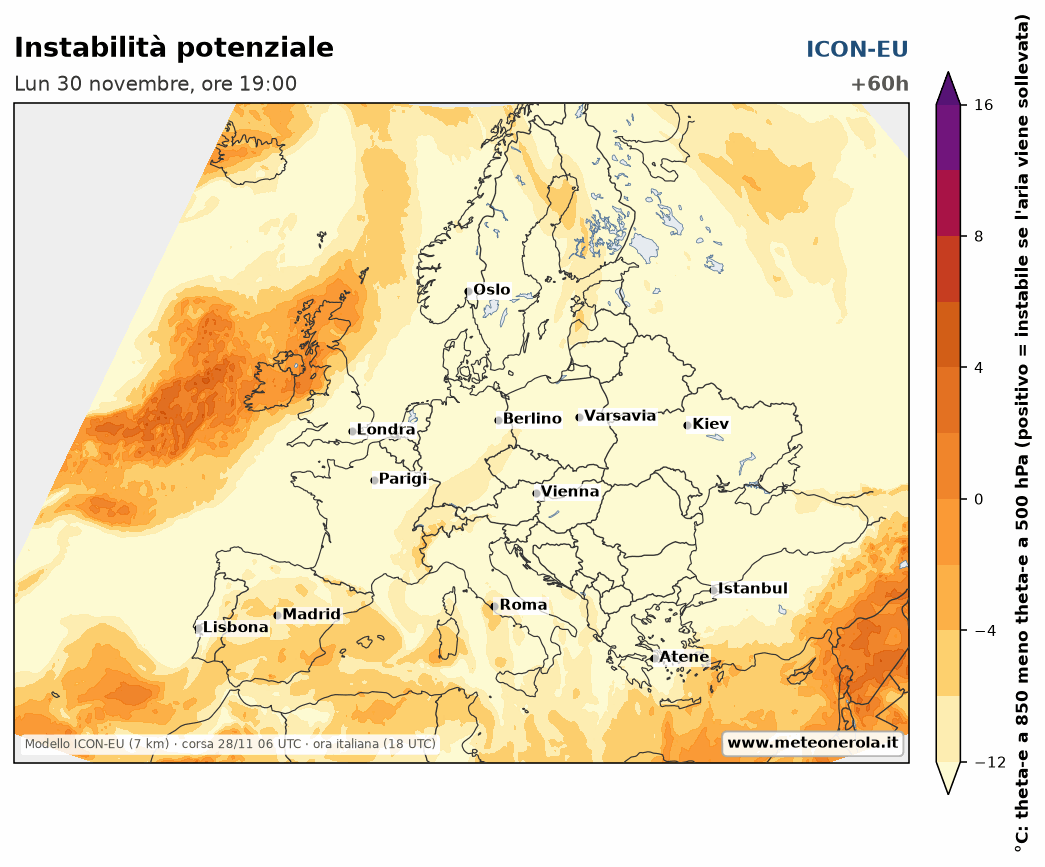 Instabilità potenziale
ICON-EU
Lun 30 novembre, ore 19:00
+60h
Oslo
Berlino
Varsavia
Kiev
Londra
Parigi
Vienna
Istanbul
Roma
Madrid
Lisbona
Atene
Modello ICON-EU (7 km) · corsa 28/11 06 UTC · ora italiana (18 UTC)
www.meteonerola.it
16
8
4
0
−4
−12
°C: theta-e a 850 meno theta-e a 500 hPa (positivo = instabile se l'aria viene sollevata)